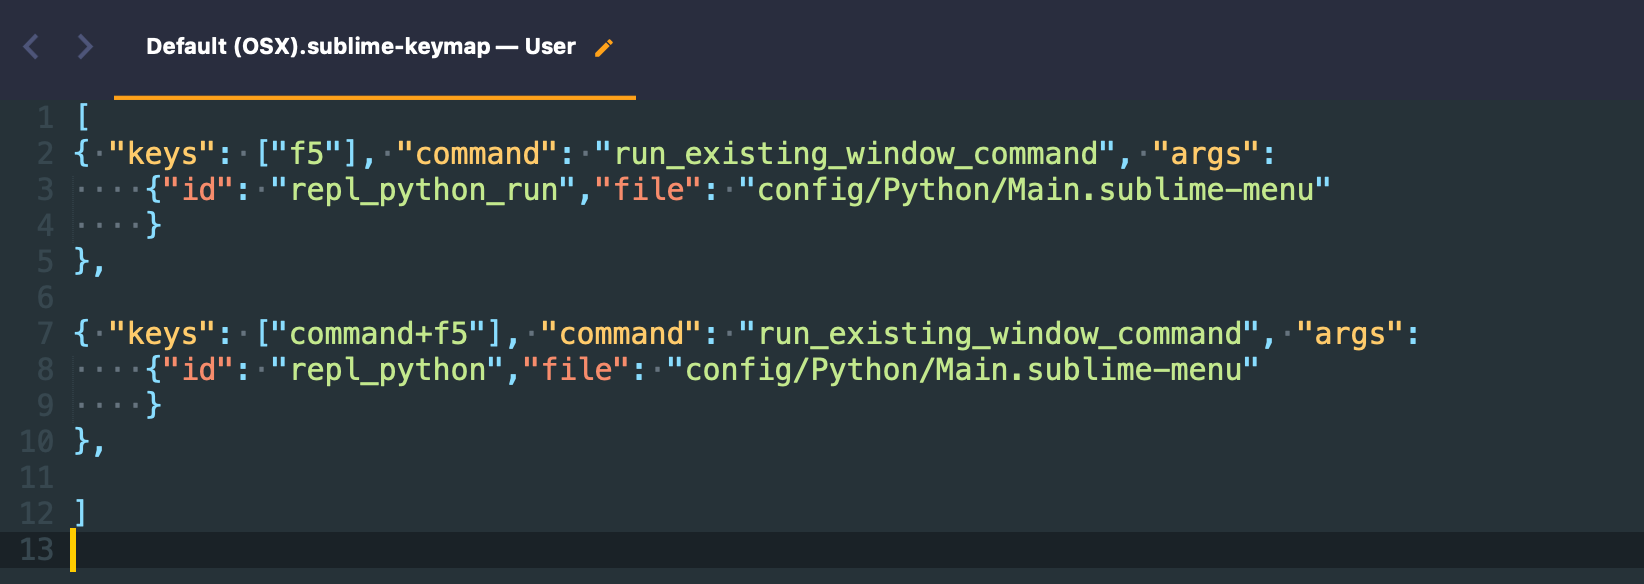 Default (OSX).sublime-keymap — User
1 [
2 { "keys": ["f5"], "command": "run_existing_window_command", "args":
3     {"id": "repl_python_run","file": "config/Python/Main.sublime-menu"
4     }
5 },
6
7 { "keys": ["command+f5"], "command": "run_existing_window_command", "args":
8     {"id": "repl_python","file": "config/Python/Main.sublime-menu"
9     }
10 },
11
12 ]
13